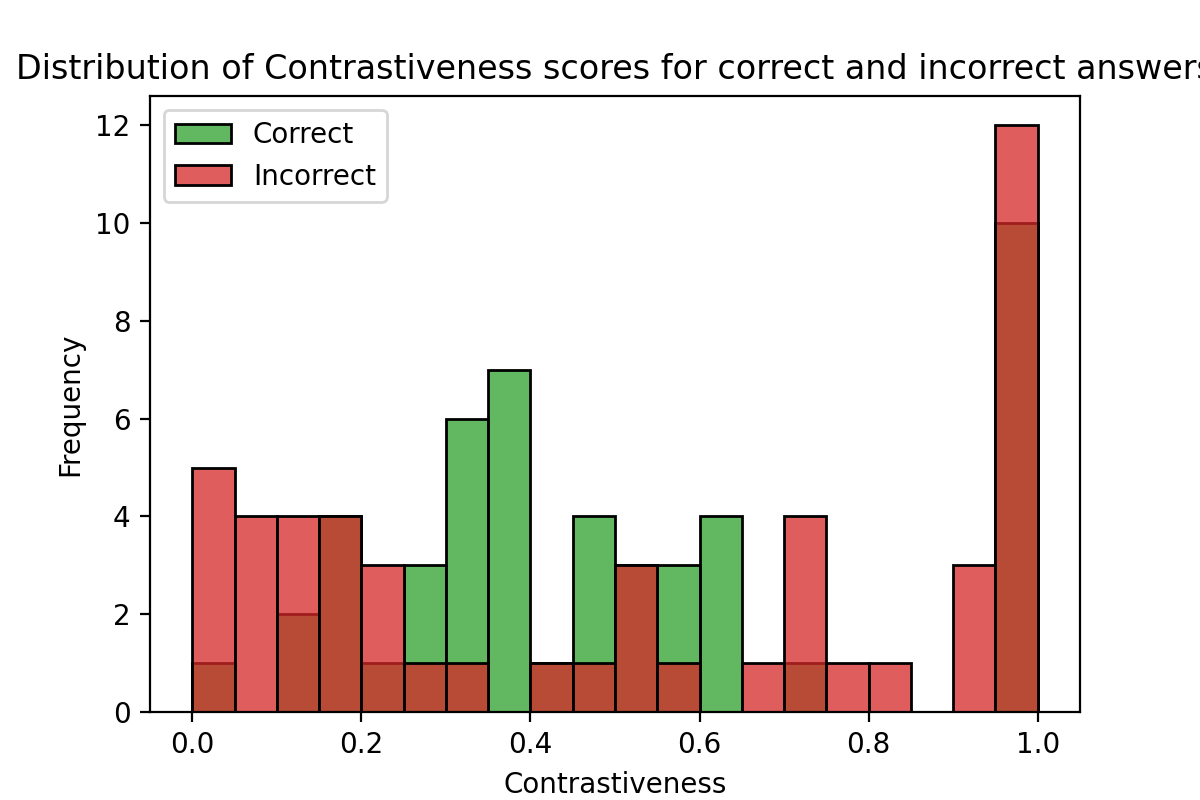 Distribution of Contrastiveness scores for correct and incorrect answers
Correct
Incorrect
12
10
8
6
4
2
0
Frequency
0.0 0.2 0.4 0.6 0.8 1.0
Contrastiveness